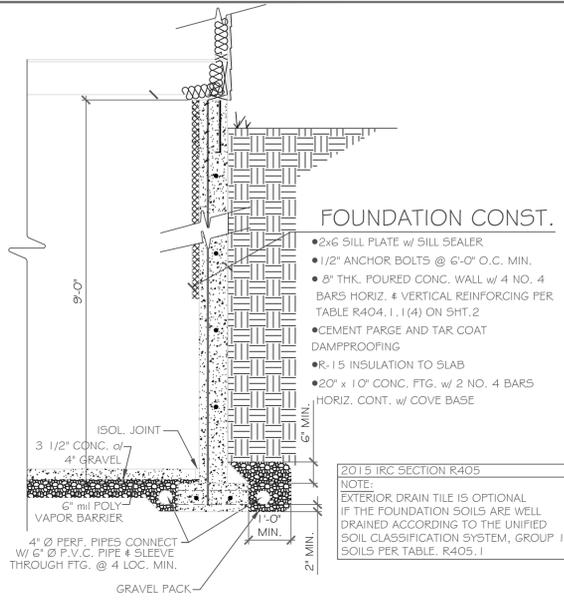 FOUNDATION CONST.
●2x6 SILL PLATE w/ SILL SEALER
●1/2" ANCHOR BOLTS @ 6'-0" O.C. MIN.
● 8" THK. POURED CONC. WALL w/ 4 NO. 4
BARS HORIZ. & VERTICAL REINFORCING PER
TABLE R404.1.1(4) ON SHT.2
●CEMENT PARGE AND TAR COAT
DAMPPROOFING
●R-15 INSULATION TO SLAB
●20" x 10" CONC. FTG. w/ 2 NO. 4 BARS
HORIZ. CONT. w/ COVE BASE
9'-0"
6" MIN.
ISOL. JOINT
3 1/2" CONC. o/
4" GRAVEL
6" mil POLY
VAPOR BARRIER
4" Ø PERF. PIPES CONNECT
W/ 6" Ø P.V.C. PIPE & SLEEVE
THROUGH FTG. @ 4 LOC. MIN.
GRAVEL PACK
1'-0"
MIN.
2" MIN.
2015 IRC SECTION R405
NOTE:
EXTERIOR DRAIN TILE IS OPTIONAL
IF THE FOUNDATION SOILS ARE WELL
DRAINED ACCORDING TO THE UNIFIED
SOIL CLASSIFICATION SYSTEM, GROUP 1
SOILS PER TABLE. R405.1